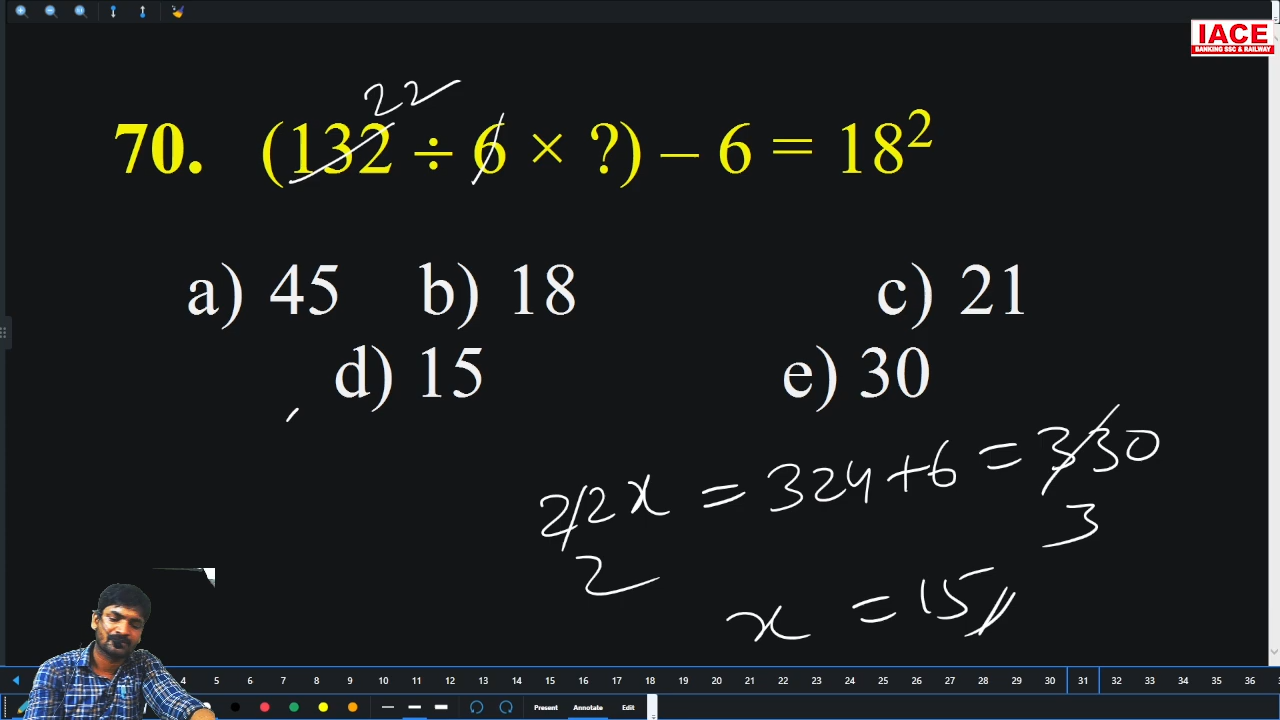 IACE
BANKING SSC & RAILWAY
22
70. (132 ÷ 6 × ?) – 6 = 18²
a) 45 b) 18 c) 21
d) 15 e) 30
22x = 324+6 = 330
2 3
x = 15
4 5 6 7 8 9 10 11 12 13 14 15 16 17 18 19 20 21 22 23 24 25 26 27 28 29 30 31 32 33 34 35 36
Present Annotate Edit